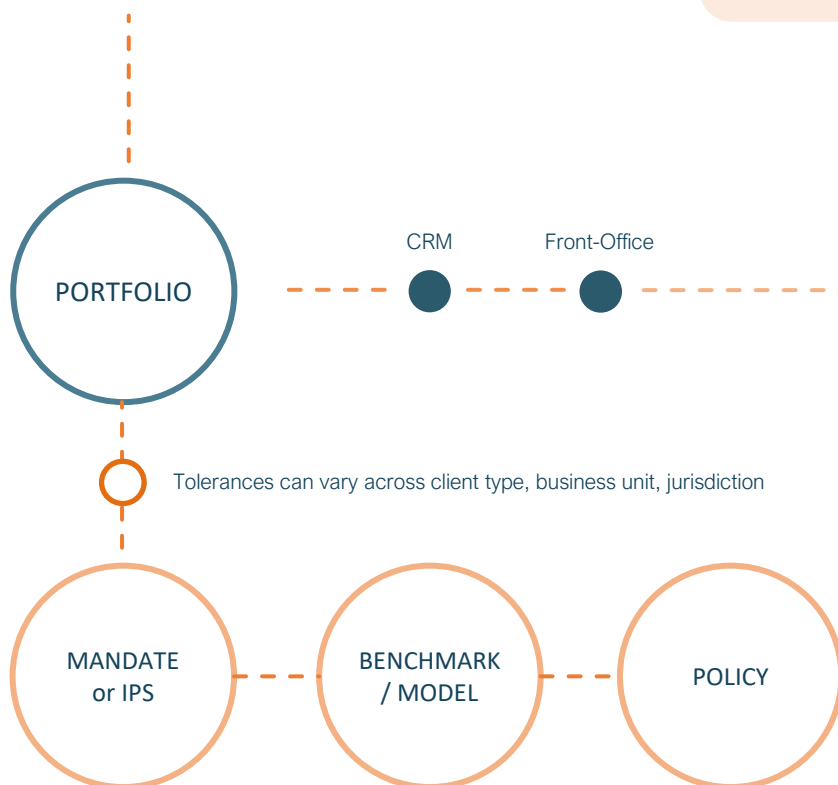 CRM
Front-Office
PORTFOLIO
Tolerances can vary across client type, business unit, jurisdiction
MANDATE
or IPS
BENCHMARK
/ MODEL
POLICY